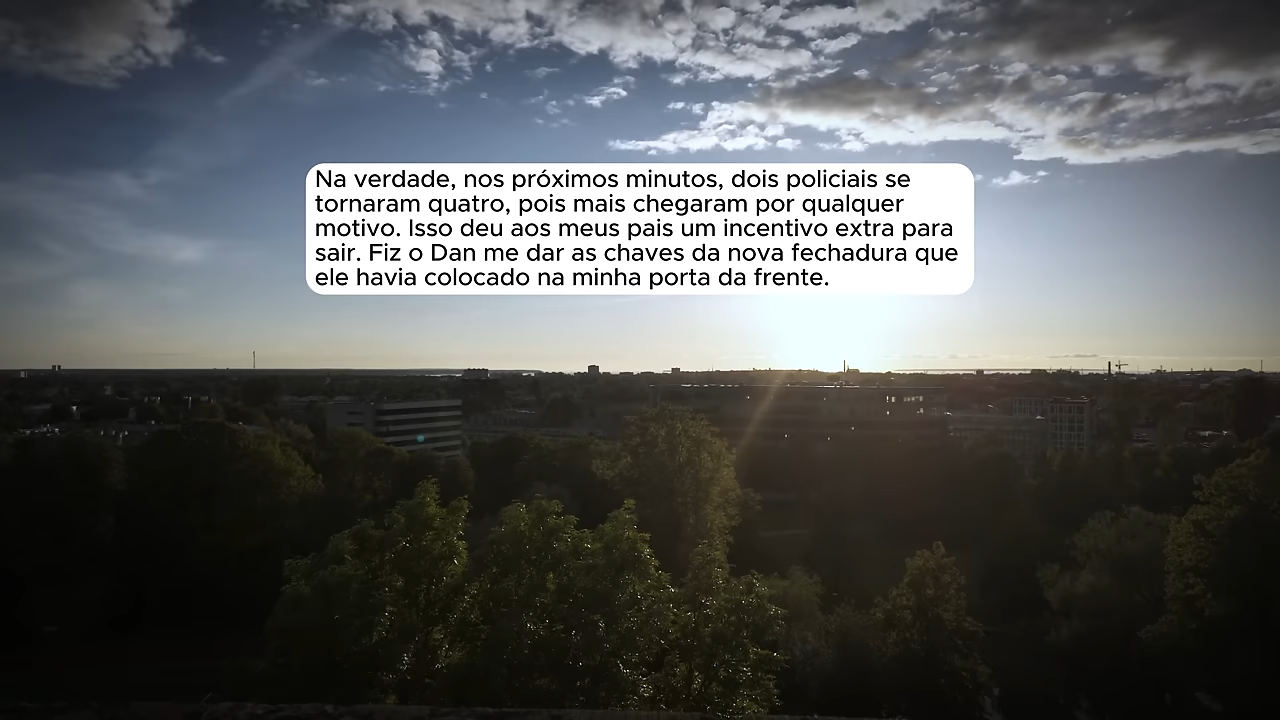 Na verdade, nos próximos minutos, dois policiais se
tornaram quatro, pois mais chegaram por qualquer
motivo. Isso deu aos meus pais um incentivo extra para
sair. Fiz o Dan me dar as chaves da nova fechadura que
ele havia colocado na minha porta da frente.